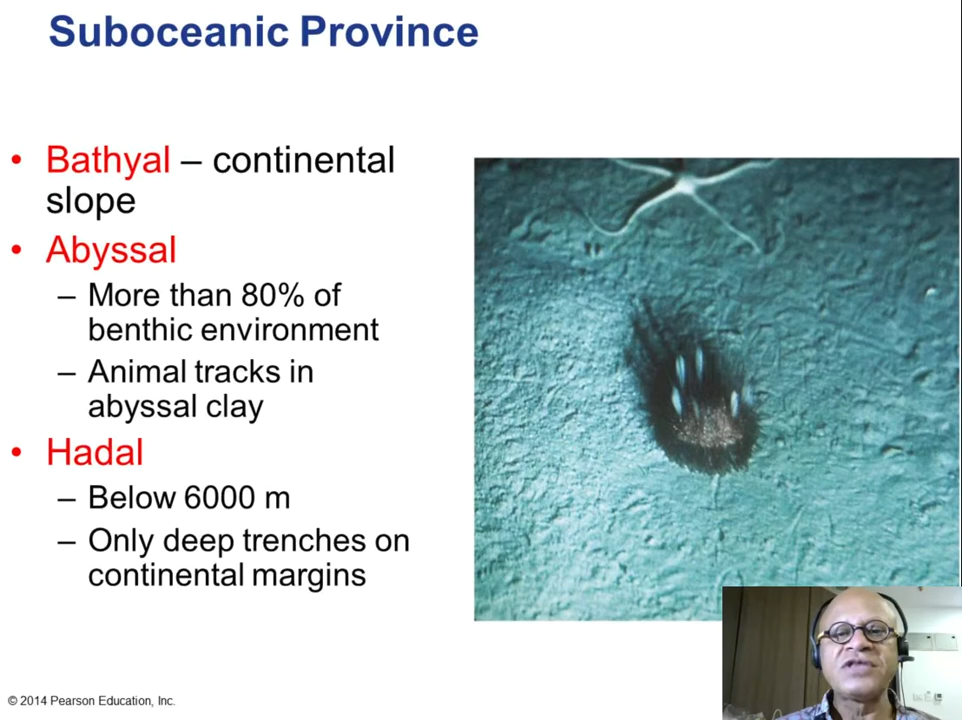 Suboceanic Province
• Bathyal – continental
slope
• Abyssal
– More than 80% of
benthic environment
– Animal tracks in
abyssal clay
• Hadal
– Below 6000 m
– Only deep trenches on
continental margins
© 2014 Pearson Education, Inc.